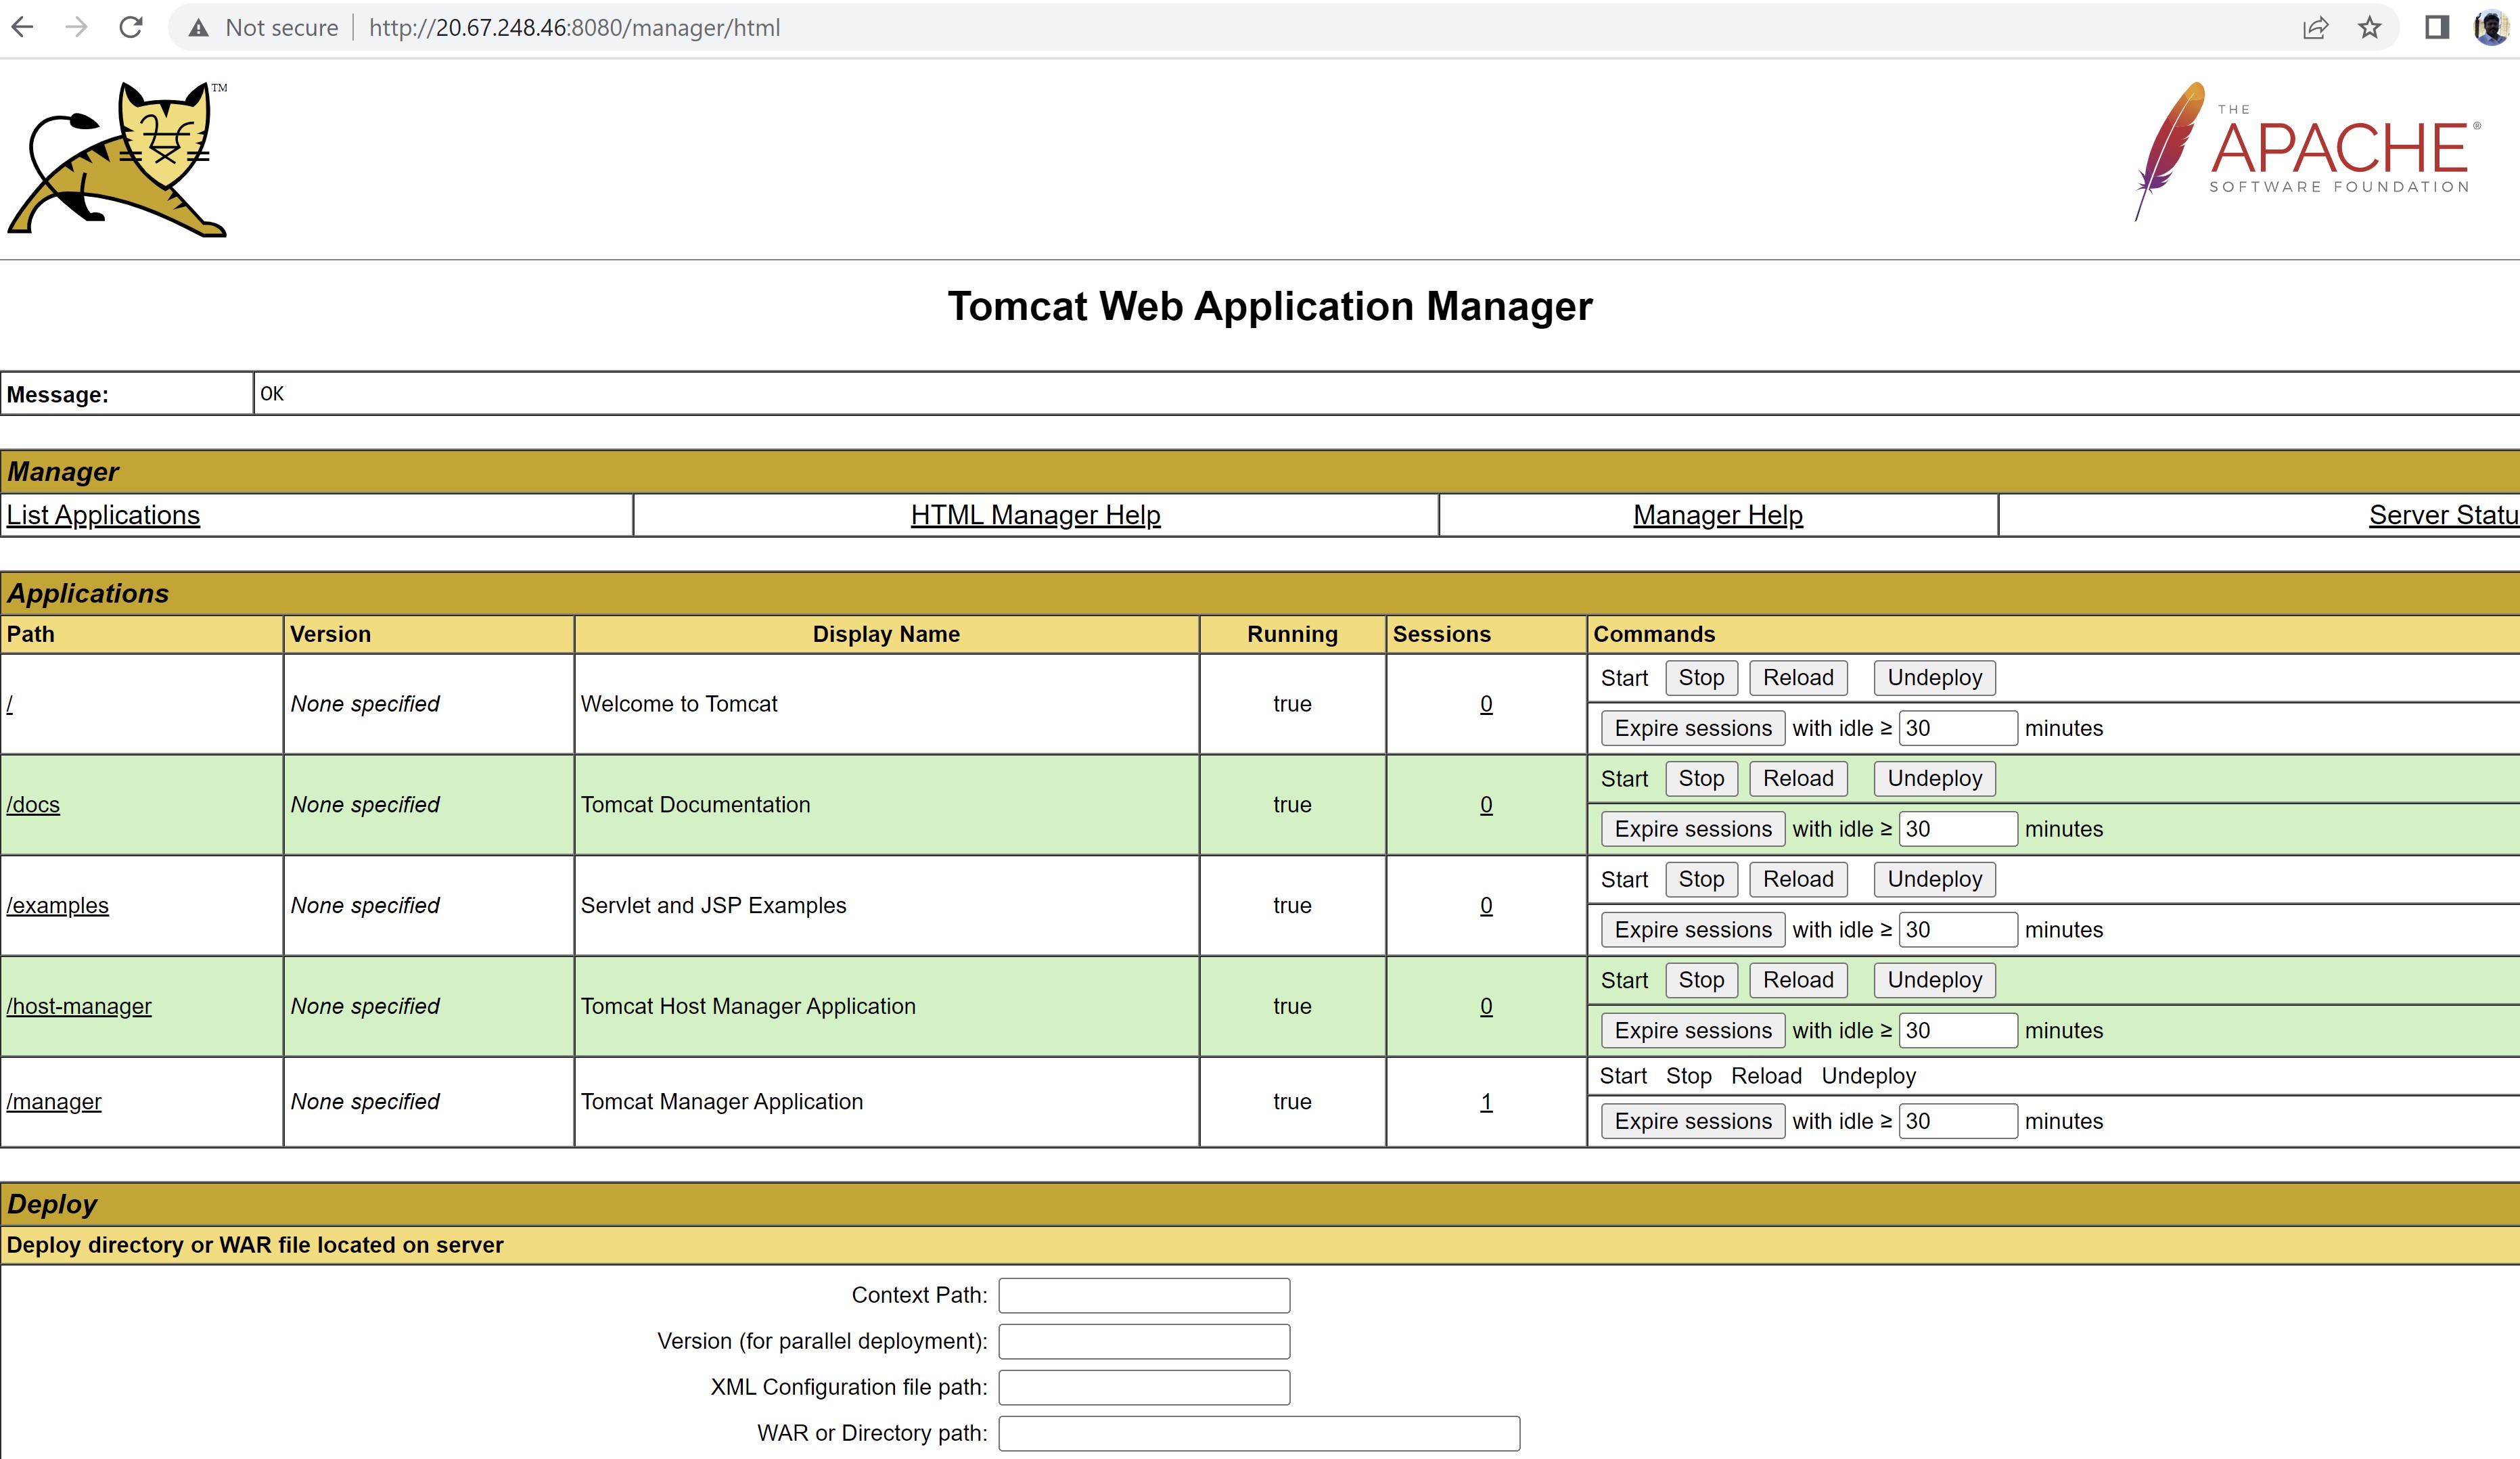 Not secure http://20.67.248.46:8080/manager/html
TM
THE
APACHE®
SOFTWARE FOUNDATION
Tomcat Web Application Manager
Message: OK
Manager
List Applications HTML Manager Help Manager Help Server Statu
Applications
Path Version Display Name Running Sessions Commands
/ None specified Welcome to Tomcat true 0 Start Stop Reload Undeploy
Expire sessions with idle ≥ 30 minutes
/docs None specified Tomcat Documentation true 0 Start Stop Reload Undeploy
Expire sessions with idle ≥ 30 minutes
/examples None specified Servlet and JSP Examples true 0 Start Stop Reload Undeploy
Expire sessions with idle ≥ 30 minutes
/host-manager None specified Tomcat Host Manager Application true 0 Start Stop Reload Undeploy
Expire sessions with idle ≥ 30 minutes
/manager None specified Tomcat Manager Application true 1 Start Stop Reload Undeploy
Expire sessions with idle ≥ 30 minutes
Deploy
Deploy directory or WAR file located on server
Context Path:
Version (for parallel deployment):
XML Configuration file path:
WAR or Directory path: